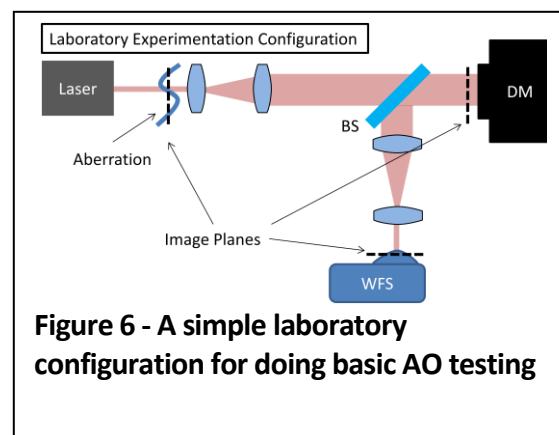 Laboratory Experimentation Configuration
Laser
DM
BS
Aberration
Image Planes
WFS
Figure 6 - A simple laboratory
configuration for doing basic AO testing